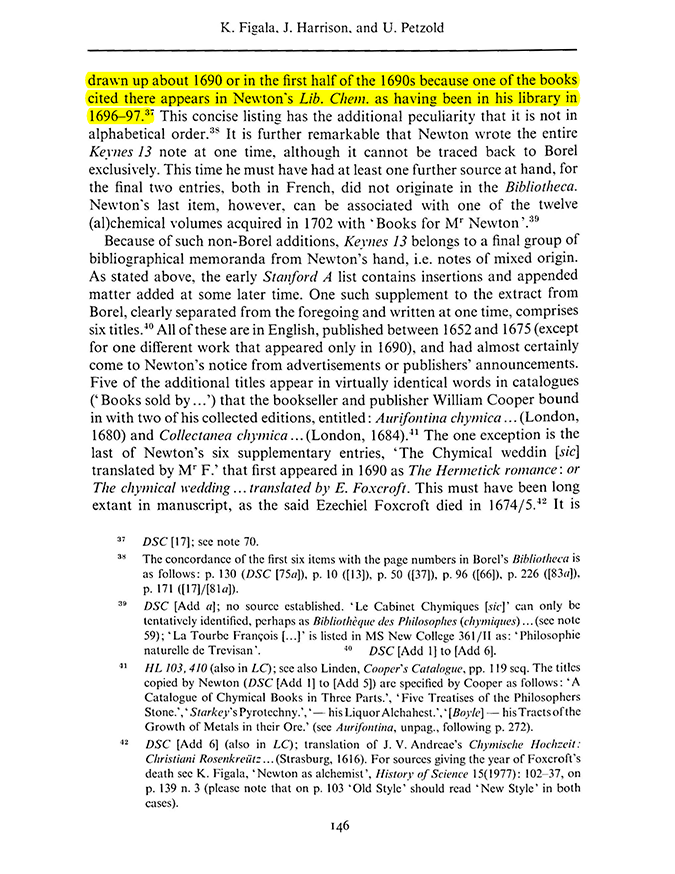 K. Figala, J. Harrison, and U. Petzold
drawn up about 1690 or in the first half of the 1690s because one of the books
cited there appears in Newton's Lib. Chem. as having been in his library in
1696–97.³⁷ This concise listing has the additional peculiarity that it is not in
alphabetical order.³⁸ It is further remarkable that Newton wrote the entire
Keynes 13 note at one time, although it cannot be traced back to Borel
exclusively. This time he must have had at least one further source at hand, for
the final two entries, both in French, did not originate in the Bibliotheca.
Newton's last item, however, can be associated with one of the twelve
(al)chemical volumes acquired in 1702 with ‘Books for Mʳ Newton’.³⁹
Because of such non-Borel additions, Keynes 13 belongs to a final group of
bibliographical memoranda from Newton's hand, i.e. notes of mixed origin.
As stated above, the early Stanford A list contains insertions and appended
matter added at some later time. One such supplement to the extract from
Borel, clearly separated from the foregoing and written at one time, comprises
six titles.⁴⁰ All of these are in English, published between 1652 and 1675 (except
for one different work that appeared only in 1690), and had almost certainly
come to Newton's notice from advertisements or publishers' announcements.
Five of the additional titles appear in virtually identical words in catalogues
(‘Books sold by ...’) that the bookseller and publisher William Cooper bound
in with two of his collected editions, entitled: Aurifontina chymica ... (London,
1680) and Collectanea chymica ... (London, 1684).⁴¹ The one exception is the
last of Newton's six supplementary entries, ‘The Chymical weddin [sic]
translated by Mʳ F.’ that first appeared in 1690 as The Hermetick romance: or
The chymical wedding ... translated by E. Foxcroft. This must have been long
extant in manuscript, as the said Ezechiel Foxcroft died in 1674/5.⁴² It is
³⁷ DSC [17]; see note 70.
³⁸ The concordance of the first six items with the page numbers in Borel's Bibliotheca is
as follows: p. 130 (DSC [75a]), p. 10 ([13]), p. 50 ([37]), p. 96 ([66]), p. 226 ([83a]),
p. 171 ([17]/[81a]).
³⁹ DSC [Add a]; no source established. ‘Le Cabinet Chymiques [sic]’ can only be
tentatively identified, perhaps as Bibliothèque des Philosophes (chymiques) ... (see note
59); ‘La Tourbe François [...]’ is listed in MS New College 361/II as: ‘Philosophie
naturelle de Trevisan’. ⁴⁰ DSC [Add 1] to [Add 6].
⁴¹ HL 103, 410 (also in LC); see also Linden, Cooper's Catalogue, pp. 119 seq. The titles
copied by Newton (DSC [Add 1] to [Add 5]) are specified by Cooper as follows: ‘A
Catalogue of Chymical Books in Three Parts.’, ‘Five Treatises of the Philosophers
Stone.’, ‘Starkey's Pyrotechny.’, ‘— his Liquor Alchahest.’, ‘[Boyle] — his Tracts of the
Growth of Metals in their Ore.’ (see Aurifontina, unpag., following p. 272).
⁴² DSC [Add 6] (also in LC); translation of J. V. Andreae's Chymische Hochzeit:
Christiani Rosenkreütz ... (Strasburg, 1616). For sources giving the year of Foxcroft's
death see K. Figala, ‘Newton as alchemist’, History of Science 15(1977): 102–37, on
p. 139 n. 3 (please note that on p. 103 ‘Old Style’ should read ‘New Style’ in both
cases).
146